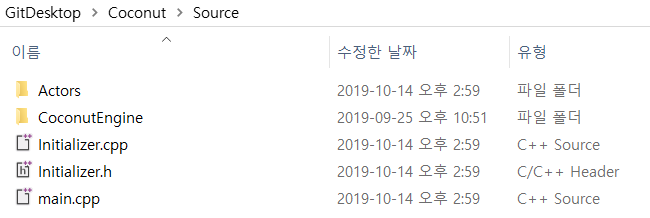 GitDesktop > Coconut > Source
이름 수정한 날짜 유형
Actors 2019-10-14 오후 2:59 파일 폴더
CoconutEngine 2019-09-25 오후 10:51 파일 폴더
Initializer.cpp 2019-10-14 오후 2:59 C++ Source
Initializer.h 2019-10-14 오후 2:59 C/C++ Header
main.cpp 2019-10-14 오후 2:59 C++ Source